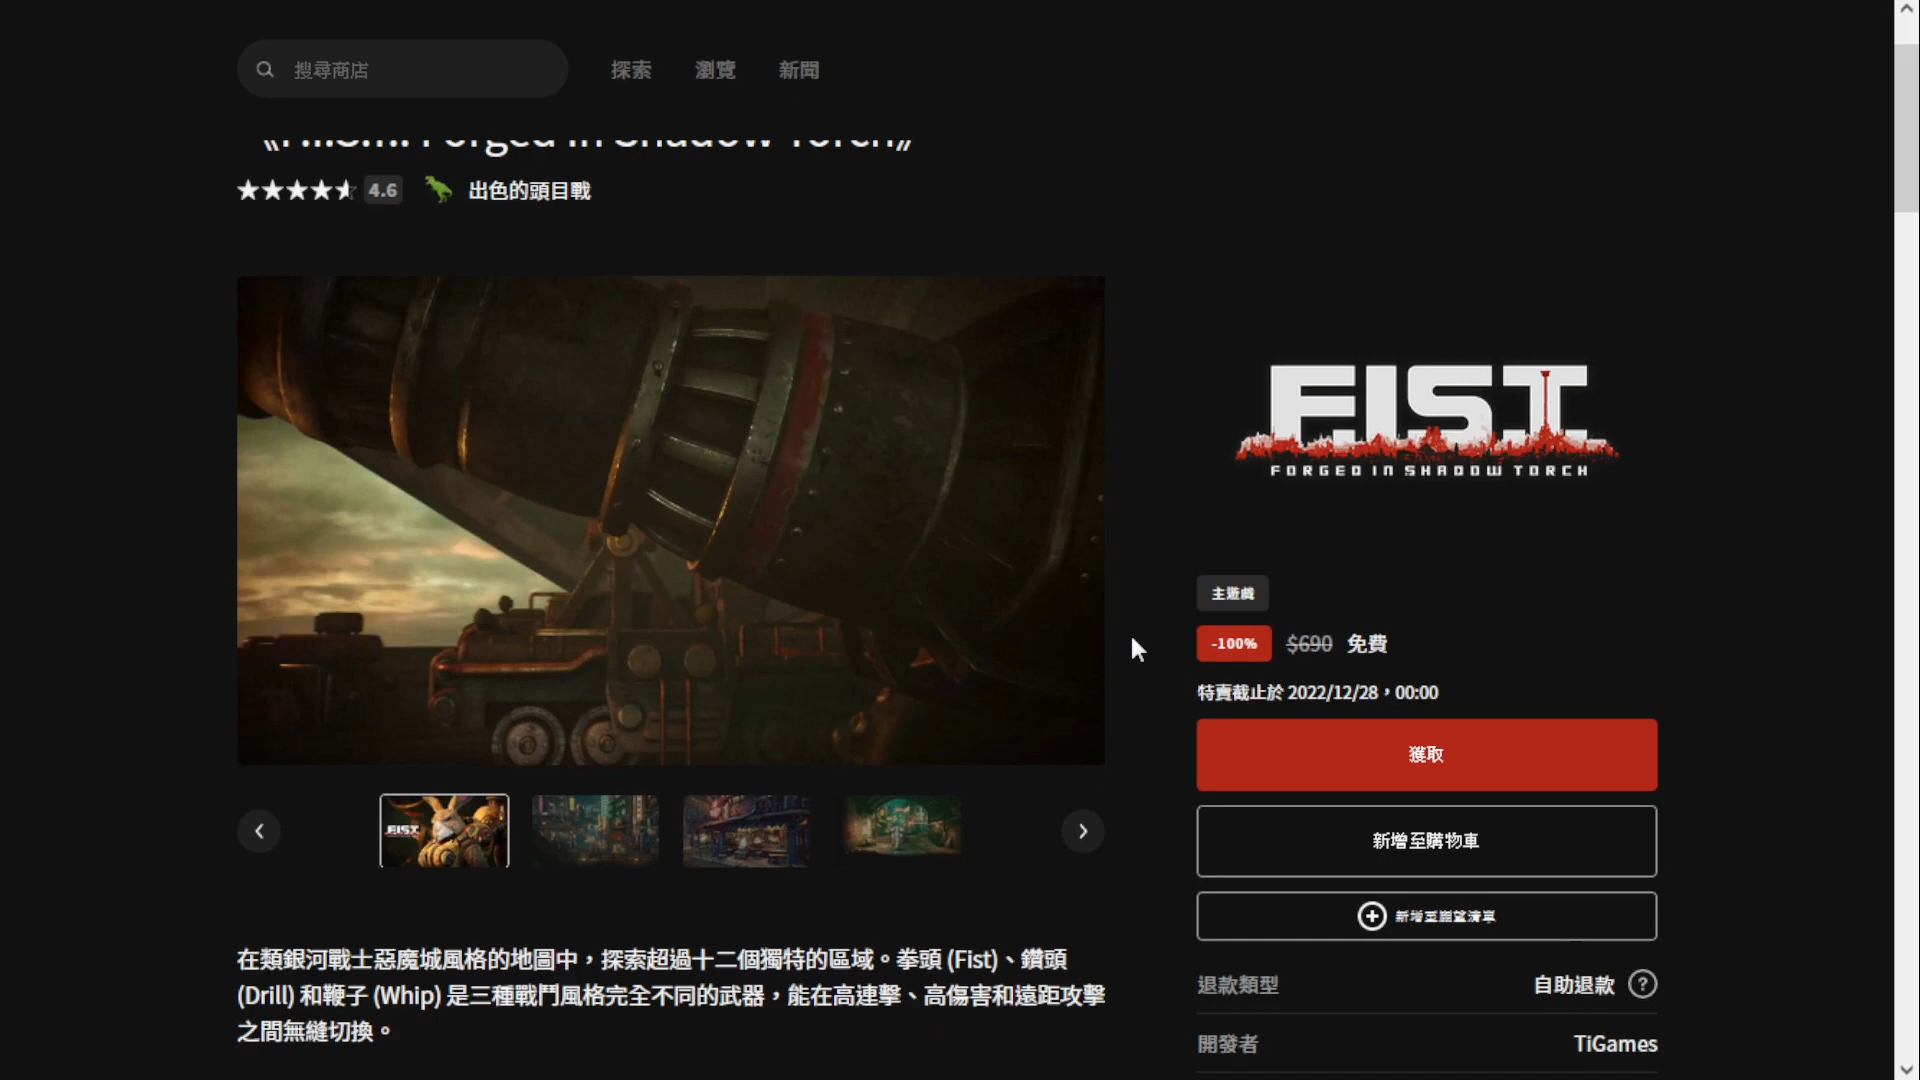 搜尋商店
探索
瀏覽
新聞
《F.I.S.T.: Forged In Shadow Torch》
4.6
出色的頭目戰
F.I.S.T.
FORGED IN SHADOW TORCH
主遊戲
-100%
$690 免費
特賣截止於 2022/12/28，00:00
獲取
F.I.S.T.
新增至購物車
新增至願望清單
在類銀河戰士惡魔城風格的地圖中，探索超過十二個獨特的區域。拳頭 (Fist)、鑽頭
(Drill) 和鞭子 (Whip) 是三種戰鬥風格完全不同的武器，能在高連擊、高傷害和遠距攻擊
之間無縫切換。
退款類型
自助退款
開發者
TiGames